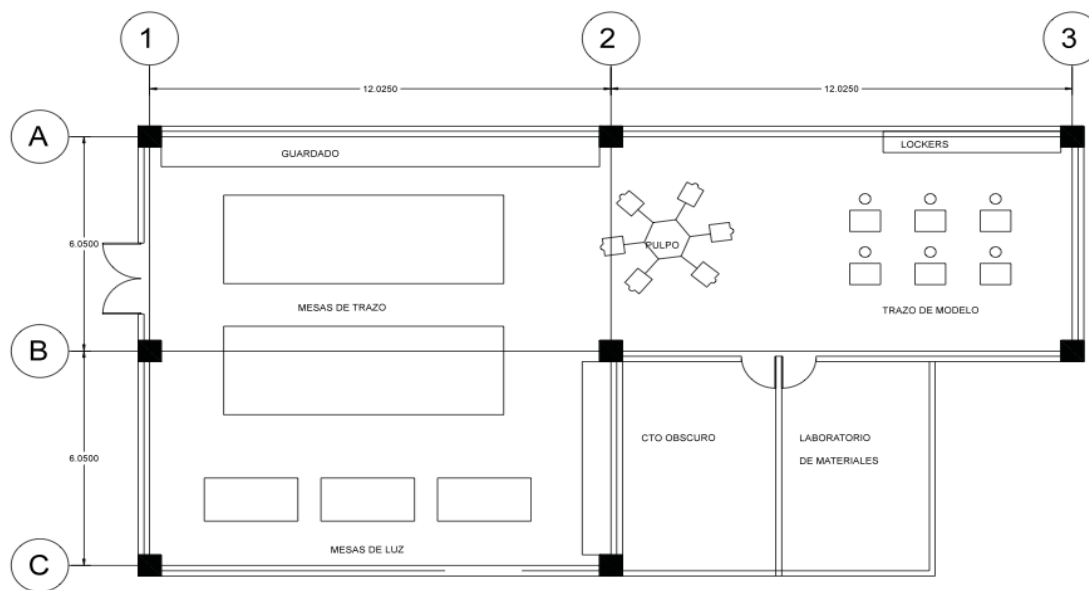 1
2
3
12.0250
12.0250
A
GUARDADO
LOCKERS
6.0500
PULPO
MESAS DE TRAZO
TRAZO DE MODELO
B
CTO OBSCURO
LABORATORIO
DE MATERIALES
6.0500
MESAS DE LUZ
C